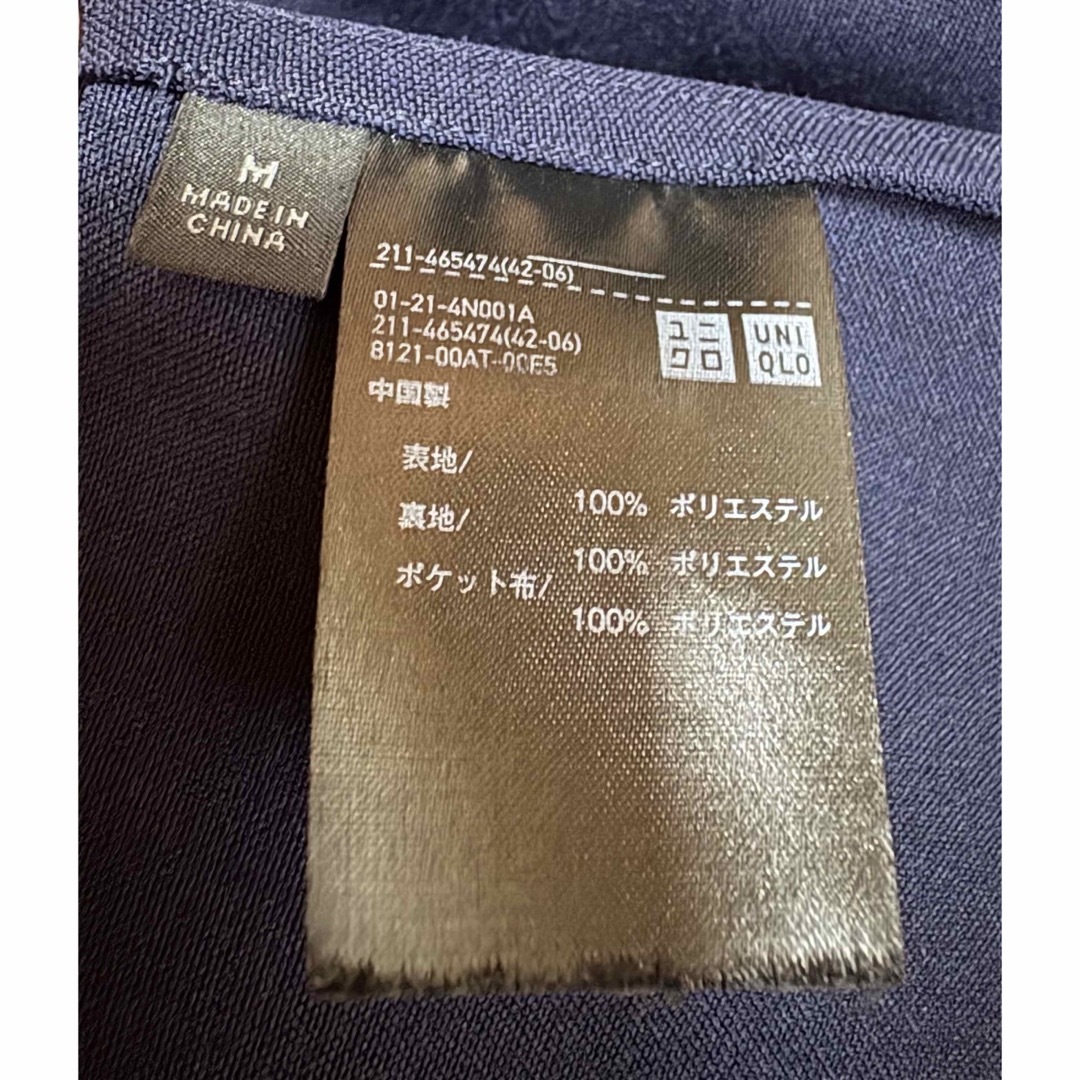 M
MADE IN
CHINA
211-465474(42-06)
01-21-4N001A
211-465474(42-06)
8121-00AT-00E5
中国製
ユニ
クロ
UNI
QLO
表地/
100% ポリエステル
裏地/
100% ポリエステル
ポケット布/
100% ポリエステル